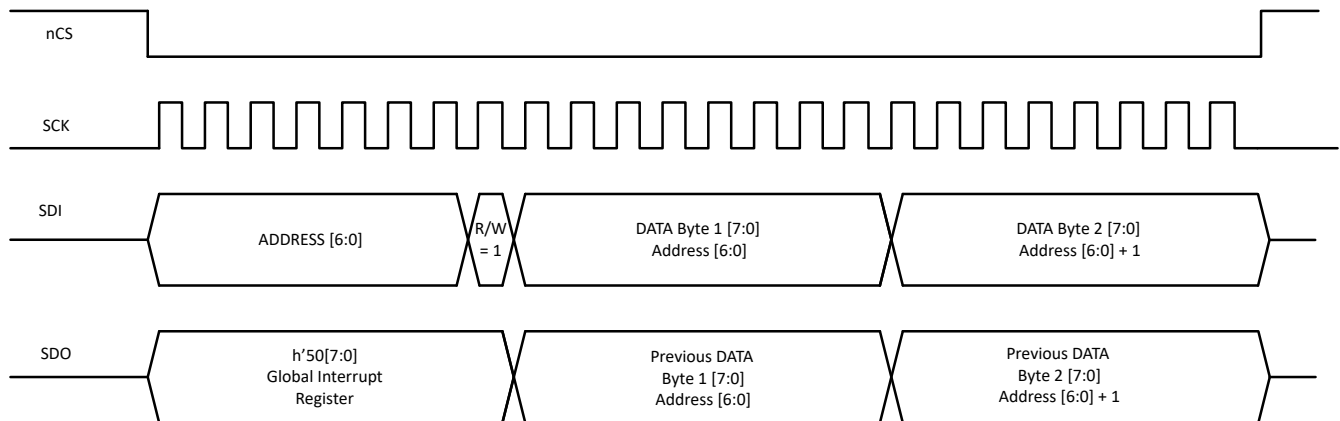 nCS
SCK
SDI
ADDRESS [6:0]
R/W
= 1
DATA Byte 1 [7:0]
Address [6:0]
DATA Byte 2 [7:0]
Address [6:0] + 1
SDO
h’50[7:0]
Global Interrupt
Register
Previous DATA
Byte 1 [7:0]
Address [6:0]
Previous DATA
Byte 2 [7:0]
Address [6:0] + 1